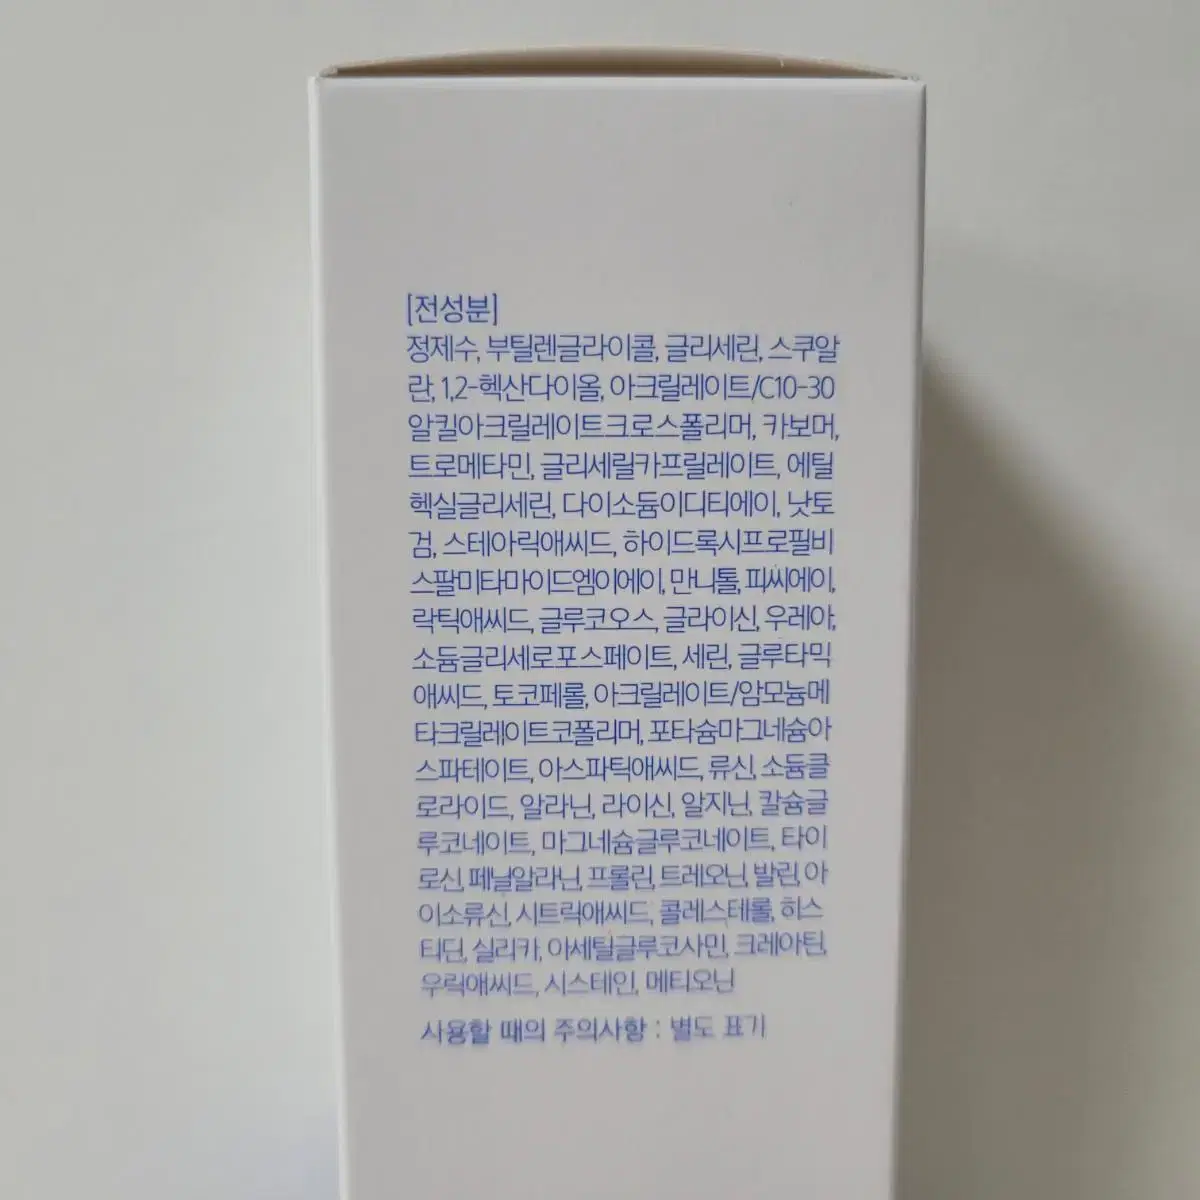 [전성분]
정제수, 부틸렌글라이콜, 글리세린, 스쿠알
란, 1,2-헥산다이올, 아크릴레이트/C10-30
알킬아크릴레이트크로스폴리머, 카보머,
트로메타민, 글리세릴카프릴레이트, 에틸
헥실글리세린, 다이소듐이디티에이, 낫토
검, 스테아릭애씨드, 하이드록시프로필비
스팔미타마이드엠이에이, 만니톨, 피씨에이,
락틱애씨드, 글루코오스, 글라이신, 우레아,
소듐글리세로포스페이트, 세린, 글루타믹
애씨드, 토코페롤, 아크릴레이트/암모늄메
타크릴레이트코폴리머, 포타슘마그네슘아
스파테이트, 아스파틱애씨드, 류신, 소듐클
로라이드, 알라닌, 라이신, 알지닌, 칼슘글
루코네이트, 마그네슘글루코네이트, 타이
로신, 페닐알라닌, 프롤린, 트레오닌, 발린, 아
이소류신, 시트릭애씨드, 콜레스테롤, 히스
티딘, 실리카, 아세틸글루코사민, 크레아틴,
우릭애씨드, 시스테인, 메티오닌
사용할 때의 주의사항 : 별도 표기